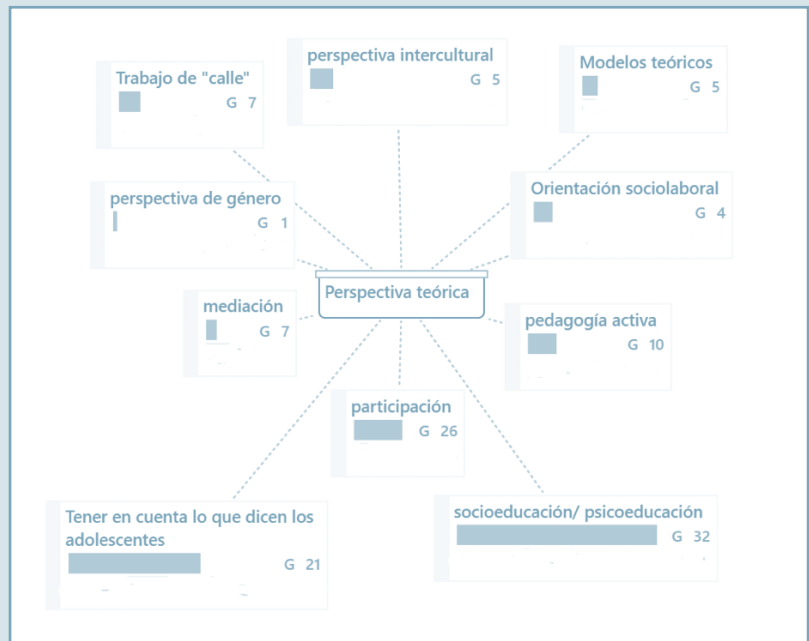 perspectiva intercultural
G 5
Modelos teóricos
G 5
Trabajo de "calle"
G 7
perspectiva de género
G 1
Orientación sociolaboral
G 4
Perspectiva teórica
mediación
G 7
pedagogía activa
G 10
participación
G 26
Tener en cuenta lo que dicen los
adolescentes
G 21
socioeducación/ psicoeducación
G 32